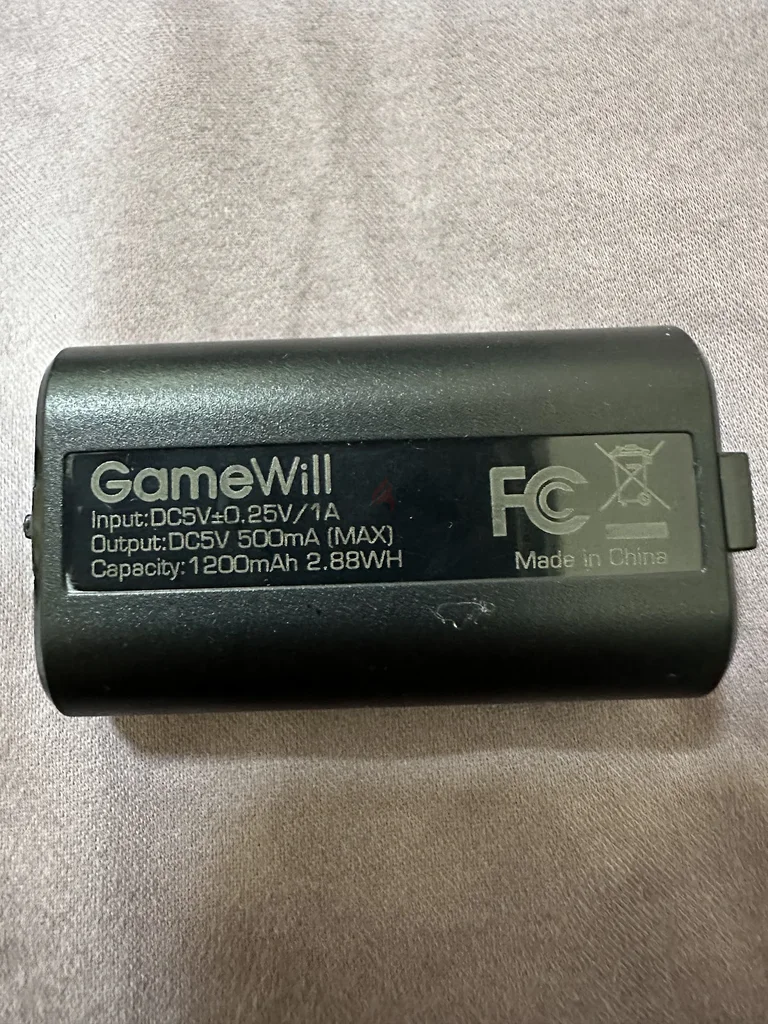 GameWill
Input:DC5V±0.25V/1A
Output:DC5V 500mA (MAX)
Capacity:1200mAh 2.88WH
FC
Made in China